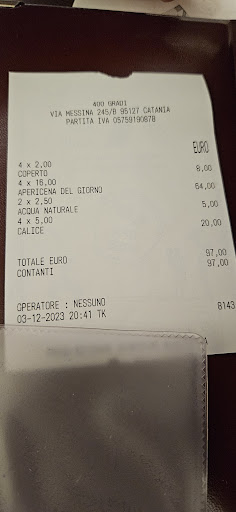 400 GRADI
VIA MESSINA 245/B 95127 CATANIA
PARTITA IVA 05759190878
EURO
4 x 2,00
COPERTO 8,00
4 x 16,00
APERICENA DEL GIORNO 64,00
2 x 2,50
ACQUA NATURALE 5,00
4 x 5,00
CALICE 20,00
TOTALE EURO 97,00
CONTANTI 97,00
OPERATORE : NESSUNO
03-12-2023 20:41 TK 8143